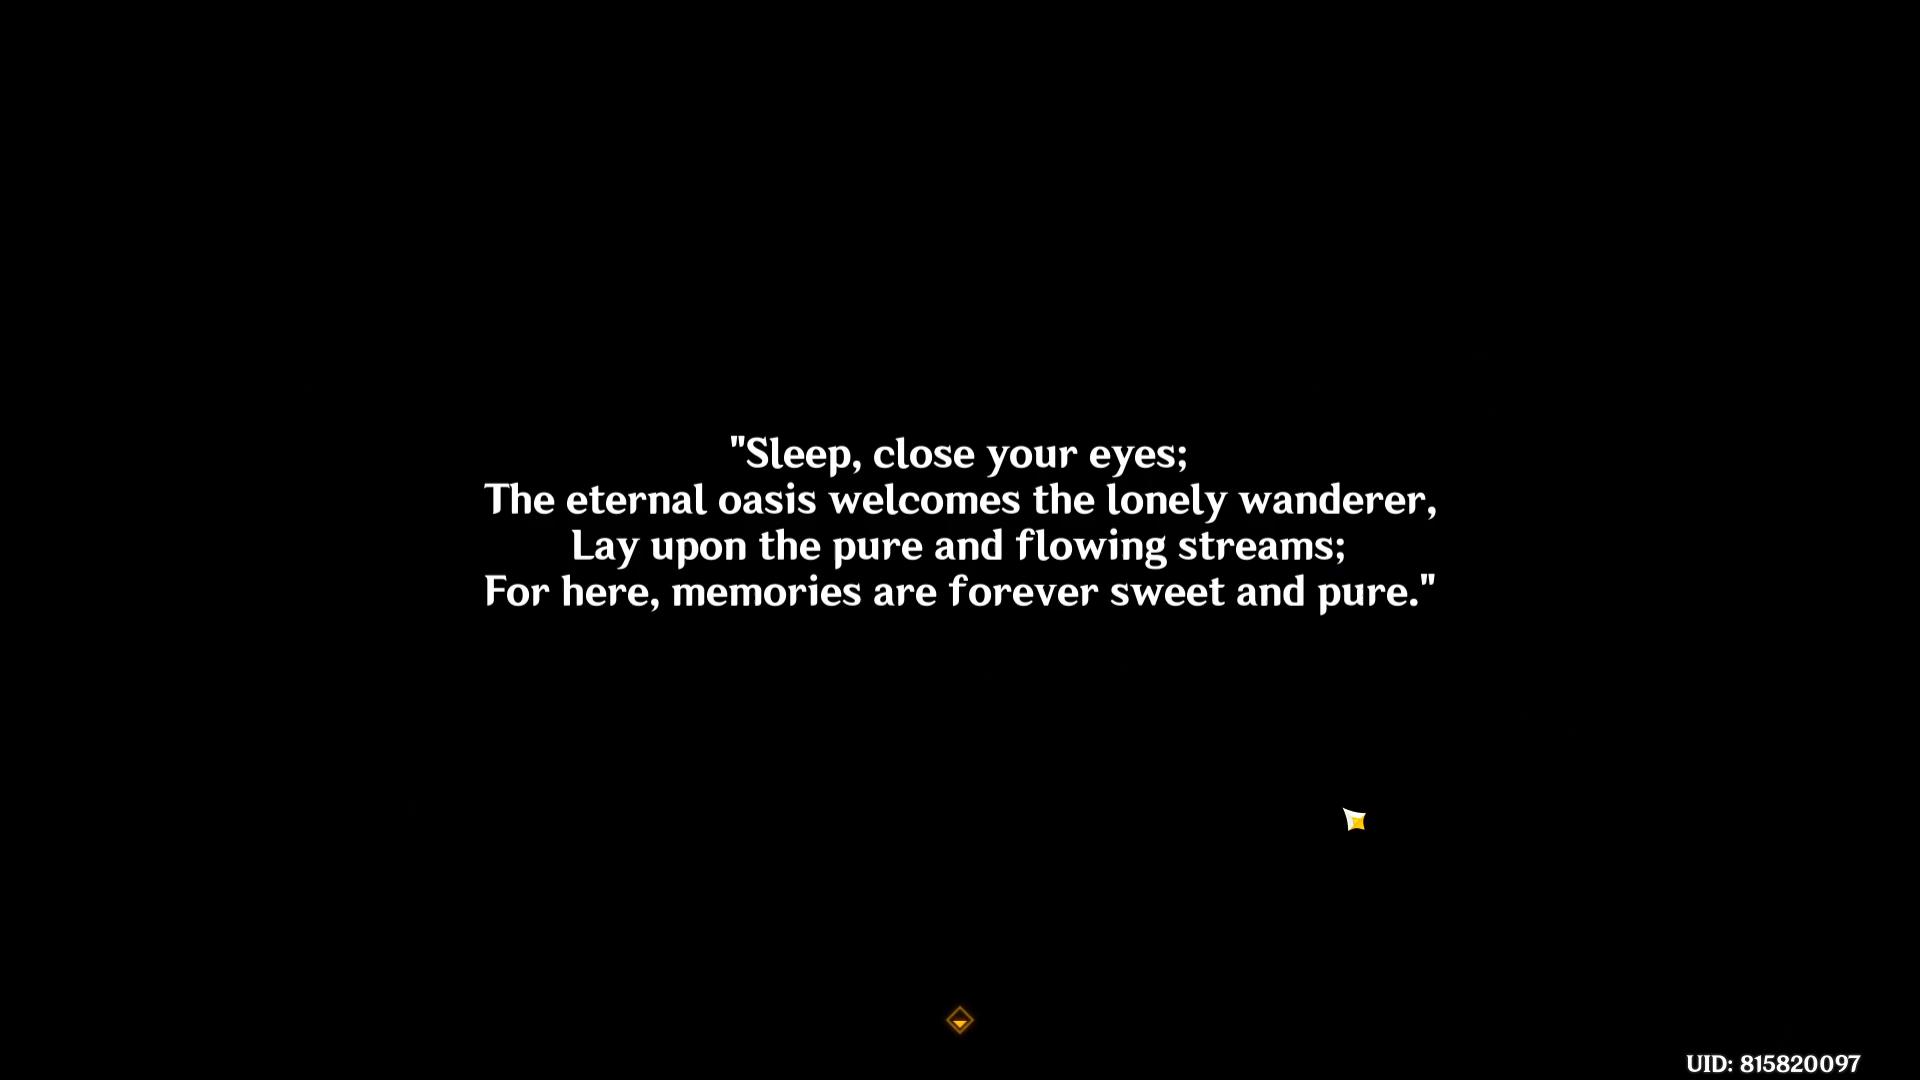 "Sleep, close your eyes;
The eternal oasis welcomes the lonely wanderer,
Lay upon the pure and flowing streams;
For here, memories are forever sweet and pure."
UID: 815820097